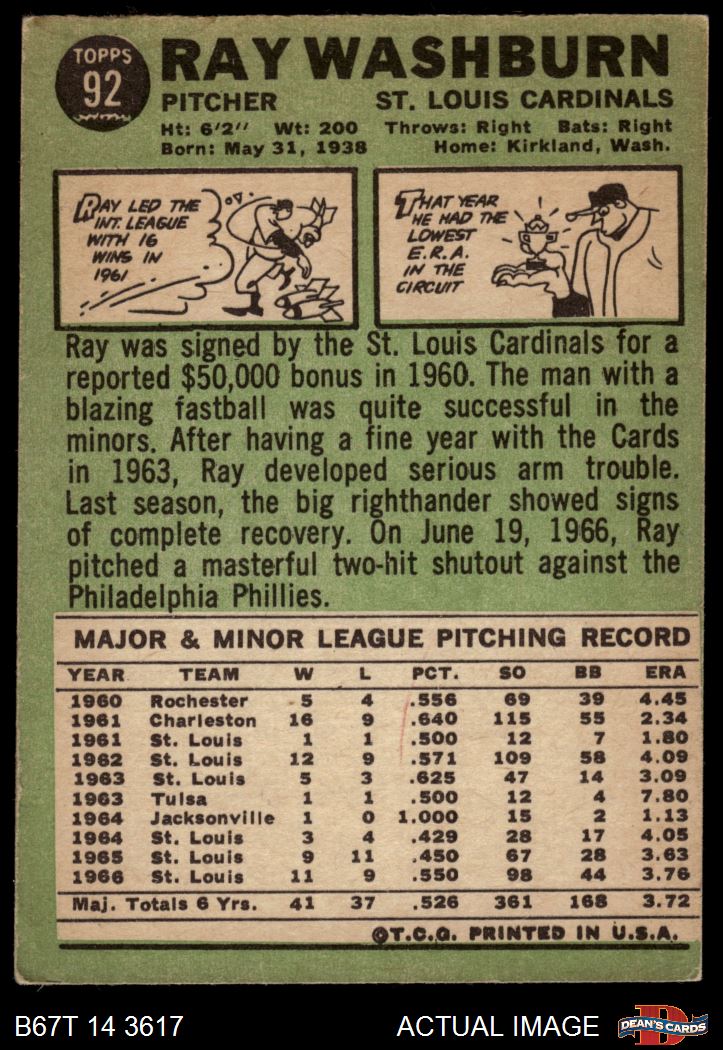 TOPPS
92
RAY WASHBURN
PITCHER ST. LOUIS CARDINALS
Ht: 6'2" Wt: 200 Throws: Right Bats: Right
Born: May 31, 1938 Home: Kirkland, Wash.
RAY LED THE
INT. LEAGUE
WITH 16
WINS IN
1961
THAT YEAR
HE HAD THE
LOWEST
E.R.A.
IN THE
CIRCUIT
Ray was signed by the St. Louis Cardinals for a
reported $50,000 bonus in 1960. The man with a
blazing fastball was quite successful in the
minors. After having a fine year with the Cards
in 1963, Ray developed serious arm trouble.
Last season, the big righthander showed signs
of complete recovery. On June 19, 1966, Ray
pitched a masterful two-hit shutout against the
Philadelphia Phillies.
MAJOR & MINOR LEAGUE PITCHING RECORD
YEAR TEAM W L PCT. SO BB ERA
1960 Rochester 5 4 .556 69 39 4.45
1961 Charleston 16 9 .640 115 55 2.34
1961 St. Louis 1 1 .500 12 7 1.80
1962 St. Louis 12 9 .571 109 58 4.09
1963 St. Louis 5 3 .625 47 14 3.09
1963 Tulsa 1 1 .500 12 4 7.80
1964 Jacksonville 1 0 1.000 15 2 1.13
1964 St. Louis 3 4 .429 28 17 4.05
1965 St. Louis 9 11 .450 67 28 3.63
1966 St. Louis 11 9 .550 98 44 3.76
Maj. Totals 6 Yrs. 41 37 .526 361 168 3.72
©T.C.G. PRINTED IN U.S.A.
B67T 14 3617 ACTUAL IMAGE DEAN'S CARDS